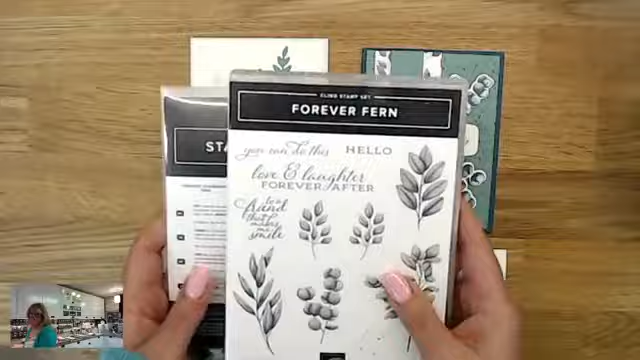 CLING STAMP SET
FOREVER FERN
STA
you can do this HELLO
love & laughter
FOREVER AFTER
to a
friend
that
makes
me
smile